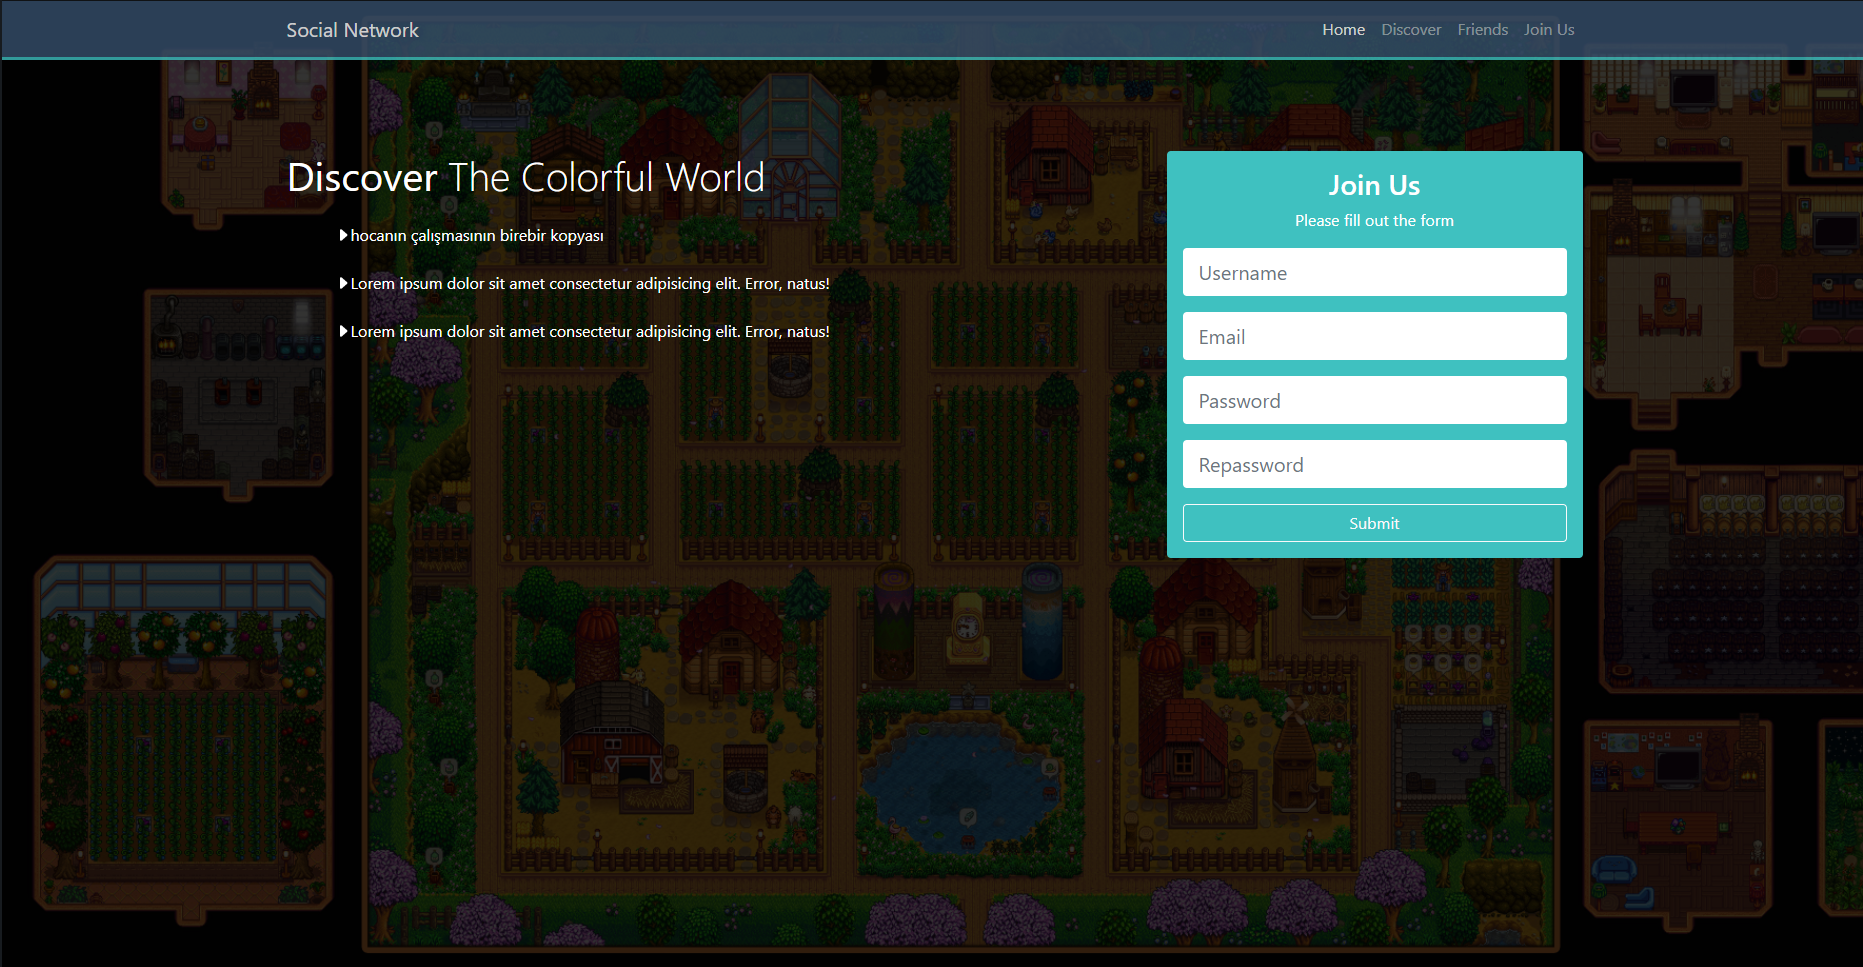 Social Network
Home Discover Friends Join Us
Discover The Colorful World
hocanın çalışmasının birebir kopyası
Lorem ipsum dolor sit amet consectetur adipisicing elit. Error, natus!
Lorem ipsum dolor sit amet consectetur adipisicing elit. Error, natus!
Join Us
Please fill out the form
Username
Email
Password
Repassword
Submit